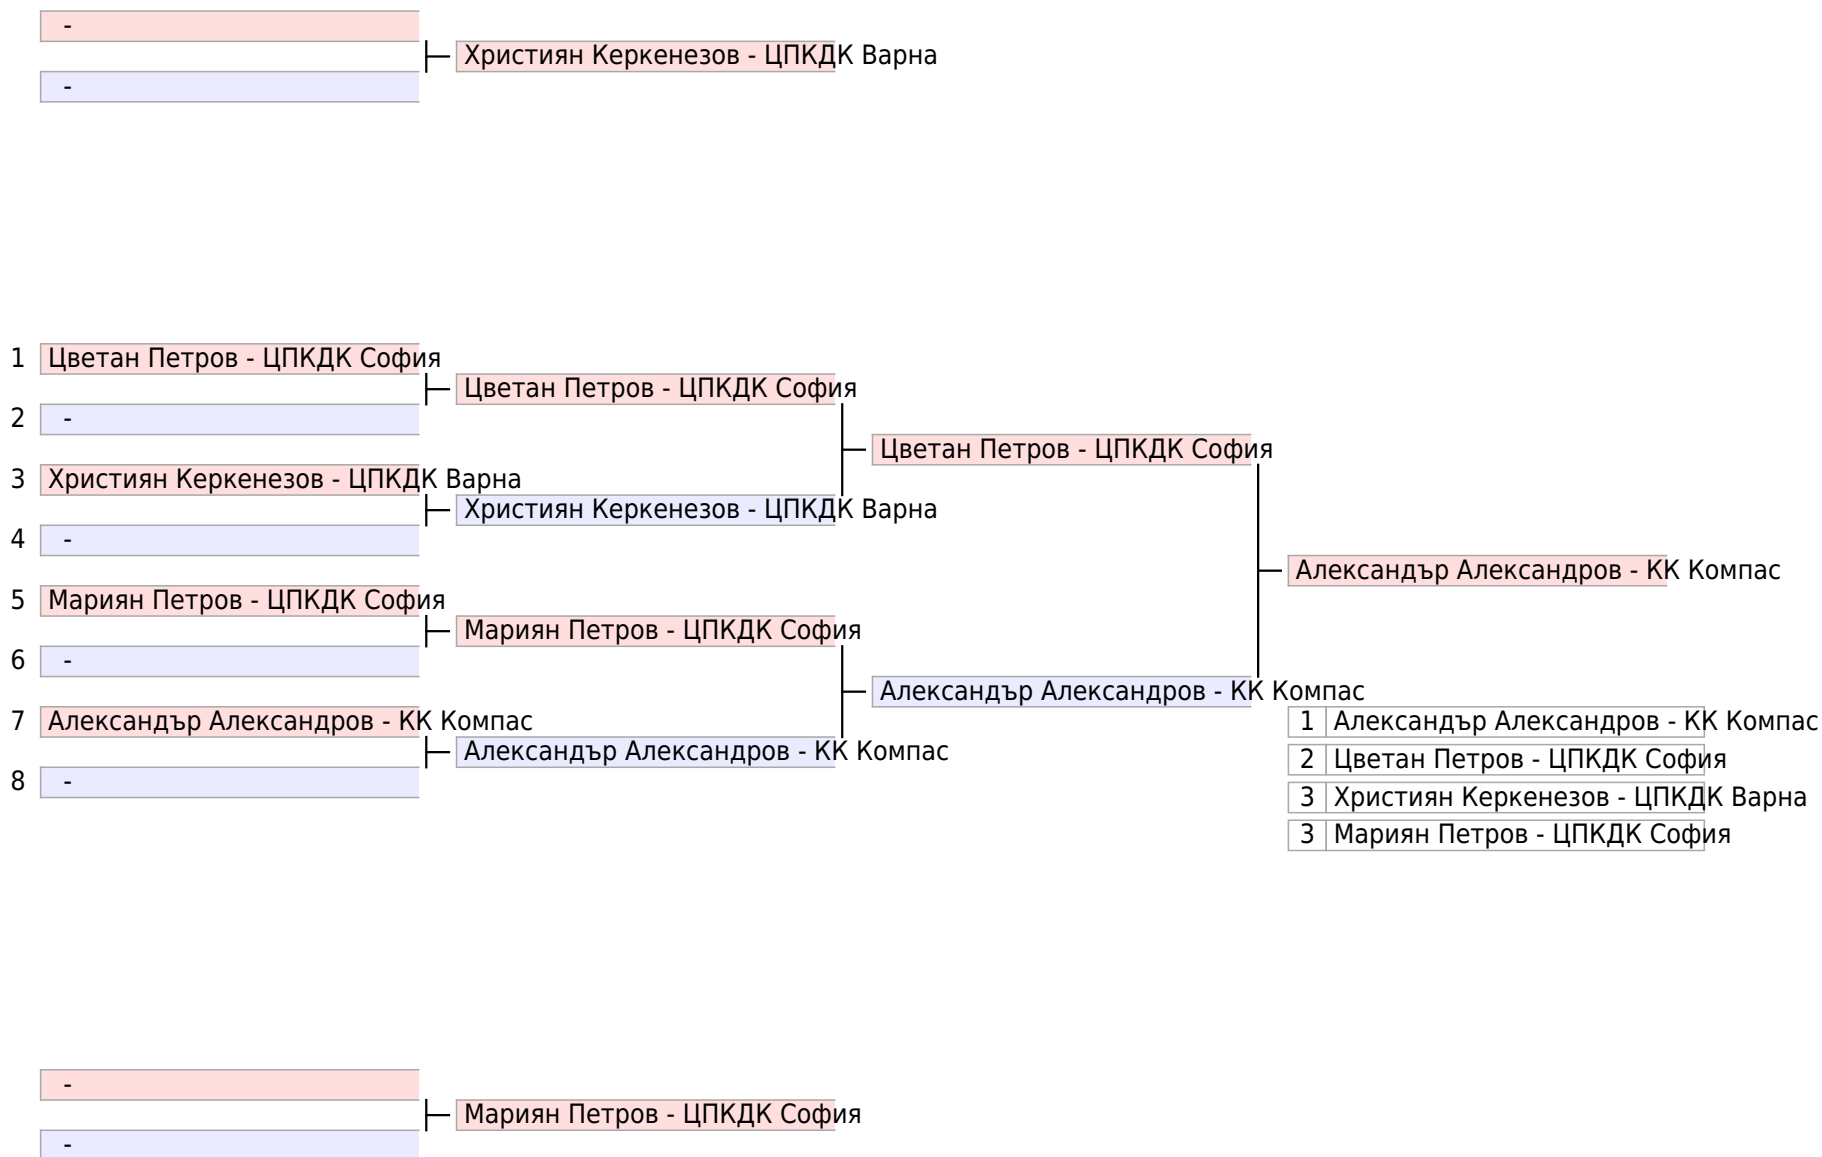 -
Християн Керкенезов - ЦПКДК Варна
-
1 Цветан Петров - ЦПКДК София
Цветан Петров - ЦПКДК София
2 -
Цветан Петров - ЦПКДК София
3 Християн Керкенезов - ЦПКДК Варна
Християн Керкенезов - ЦПКДК Варна
4 -
Александър Александров - КК Компас
5 Мариян Петров - ЦПКДК София
Мариян Петров - ЦПКДК София
6 -
Александър Александров - КК Компас
7 Александър Александров - КК Компас
Александър Александров - КК Компас
8 -
1 Александър Александров - КК Компас
2 Цветан Петров - ЦПКДК София
3 Християн Керкенезов - ЦПКДК Варна
3 Мариян Петров - ЦПКДК София
-
Мариян Петров - ЦПКДК София
-